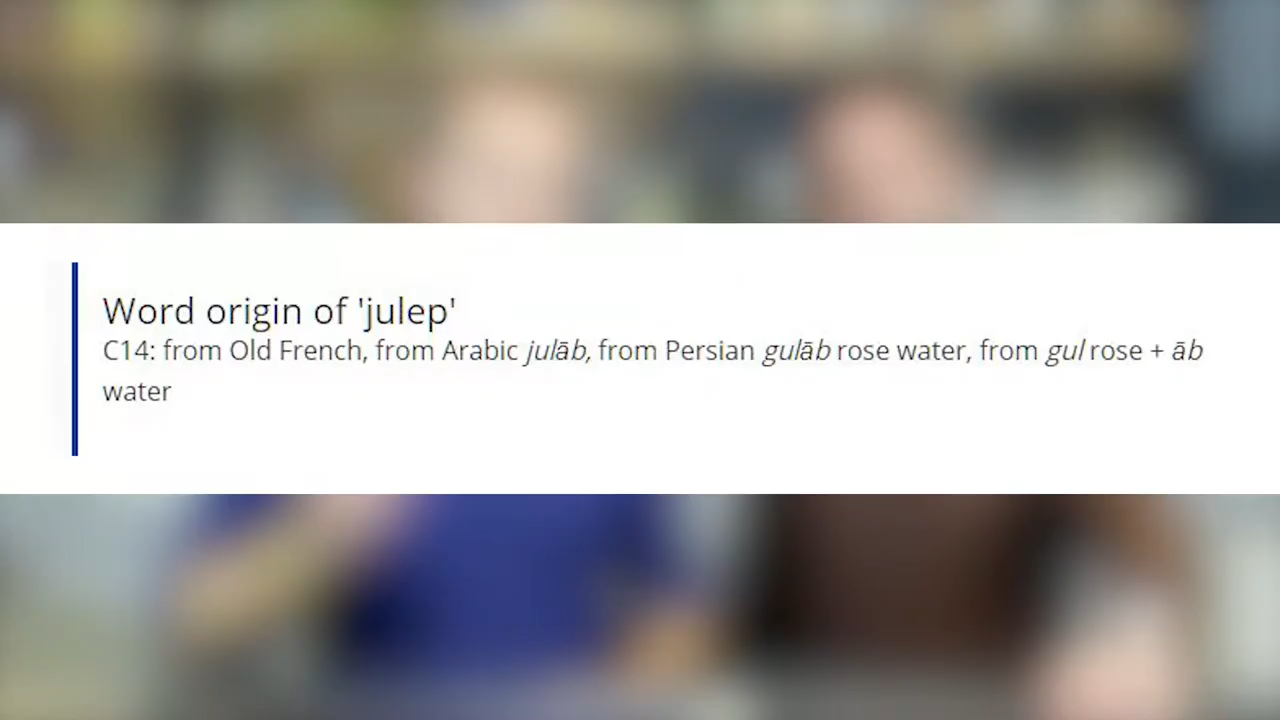 Word origin of 'julep'
C14: from Old French, from Arabic julāb, from Persian gulāb rose water, from gul rose + āb
water